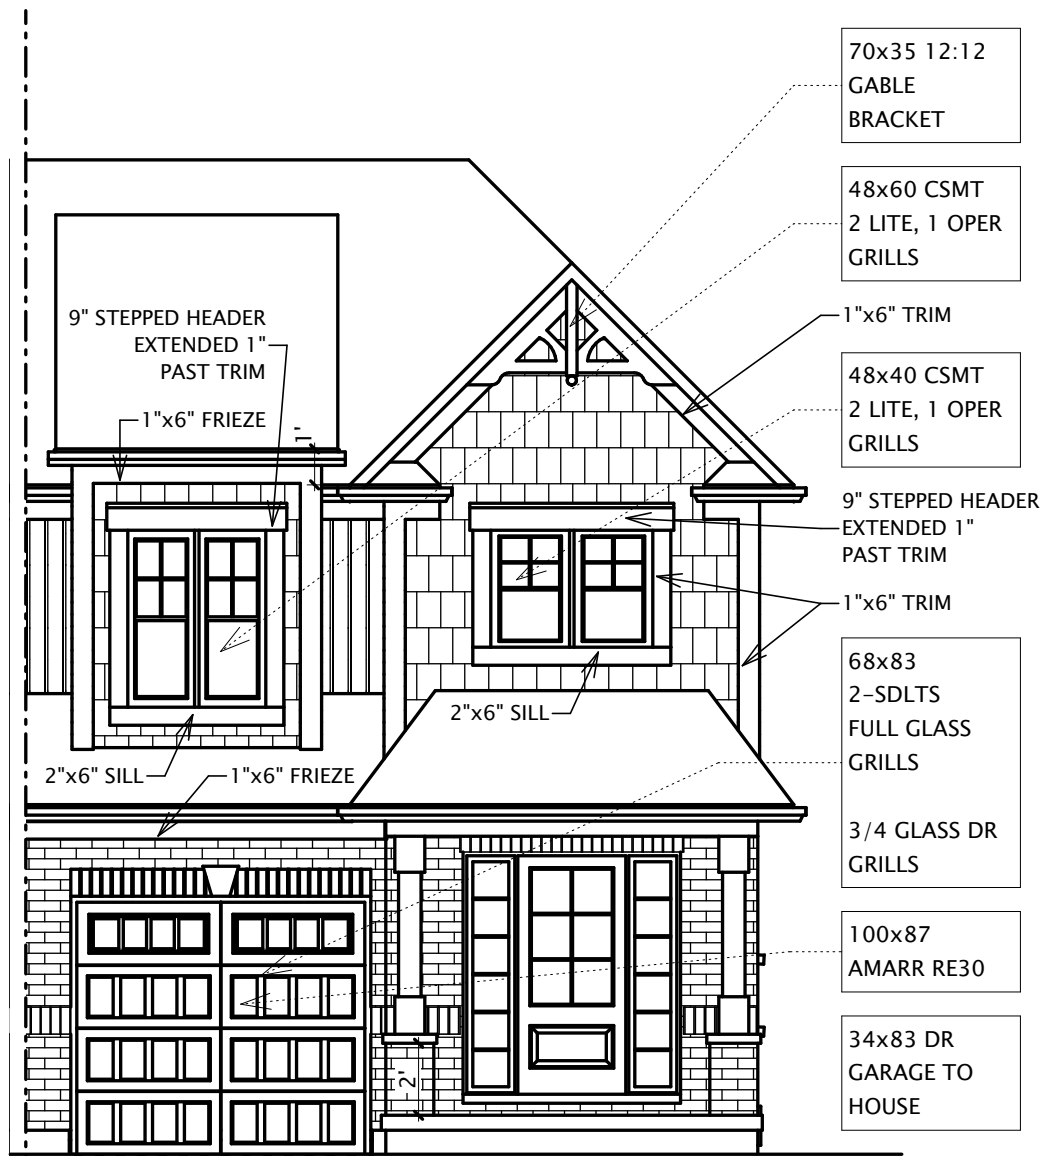 70x35 12:12
GABLE
BRACKET
48x60 CSMT
2 LITE, 1 OPER
GRILLS
9" STEPPED HEADER
EXTENDED 1"
PAST TRIM
1"x6" TRIM
48x40 CSMT
2 LITE, 1 OPER
GRILLS
1"x6" FRIEZE
1'
9" STEPPED HEADER
EXTENDED 1"
PAST TRIM
1"x6" TRIM
68x83
2-SDLTS
FULL GLASS
GRILLS
3/4 GLASS DR
GRILLS
2"x6" SILL
2"x6" SILL
1"x6" FRIEZE
100x87
AMARR RE30
34x83 DR
GARAGE TO
HOUSE
2'